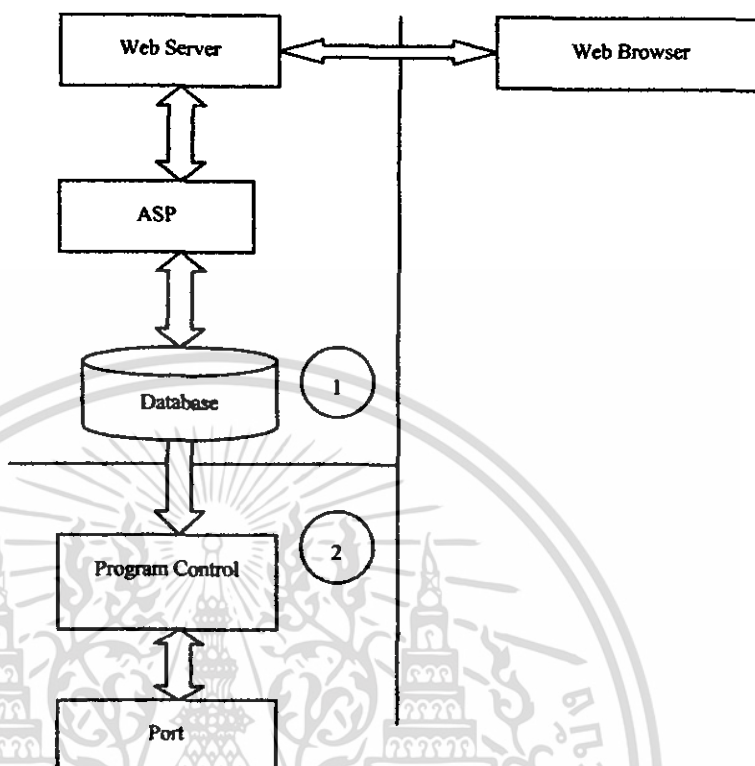 Web Server
Web Browser
ASP
Database
1
Program Control
2
Port